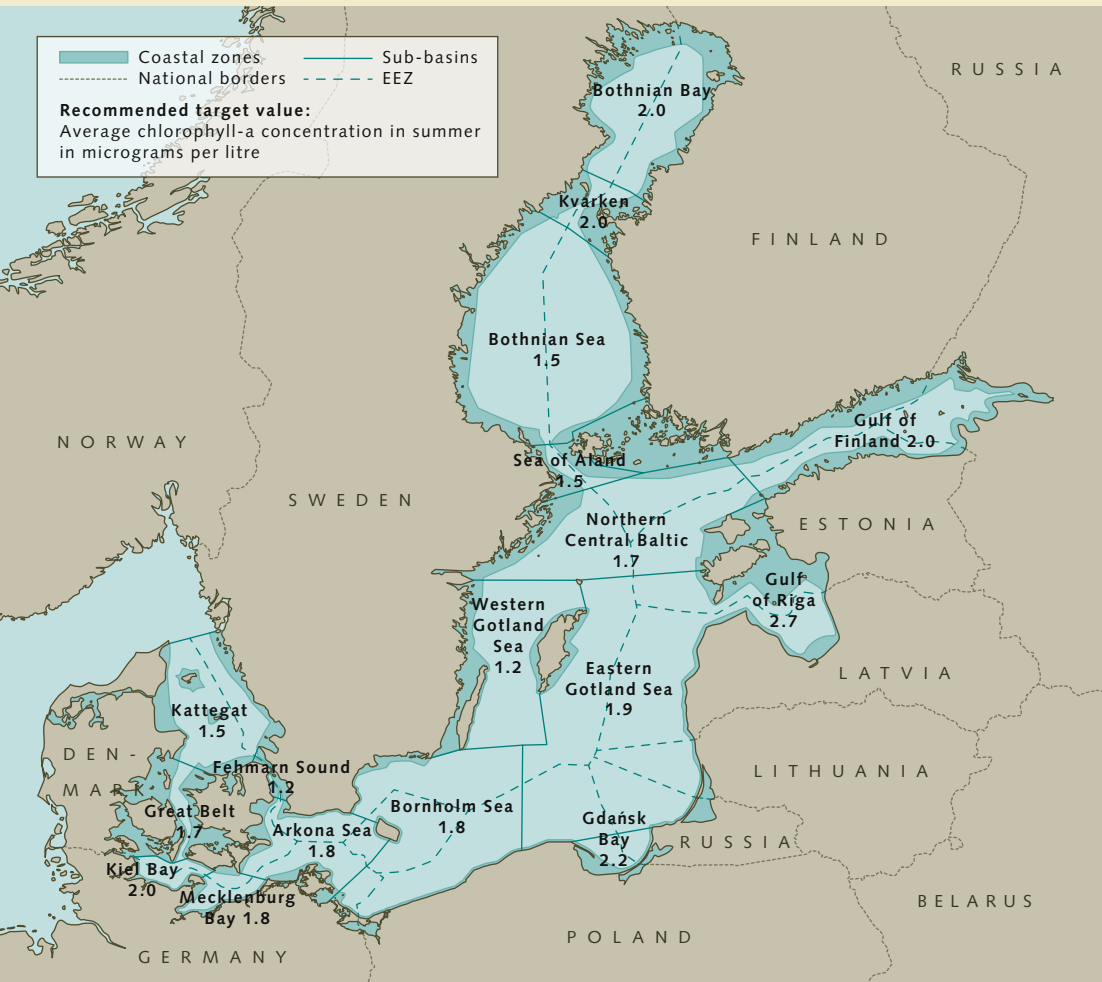 Coastal zones
Sub-basins
National borders
EEZ
Recommended target value:
Average chlorophyll-a concentration in summer
in micrograms per litre
RUSSIA
Bothnian Bay
2.0
Kvarken
2.0
FINLAND
Bothnian Sea
1.5
Gulf of
Finland 2.0
NORWAY
Sea of Åland
1.5
SWEDEN
Northern
Central Baltic
1.7
ESTONIA
Gulf
of Riga
2.7
Western
Gotland
Sea
1.2
Eastern
Gotland Sea
1.9
LATVIA
Kattegat
1.5
DEN-
MARK
Fehmarn Sound
1.2
LITHUANIA
Great Belt
1.7
Arkona Sea
1.8
Bornholm Sea
1.8
Gdańsk
Bay
2.2
RUSSIA
Kiel Bay
2.0
Mecklenburg
Bay 1.8
BELARUS
POLAND
GERMANY